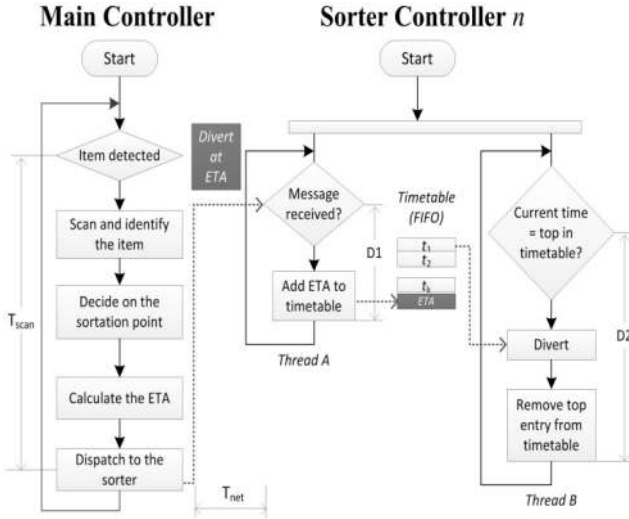 Main Controller
Start
Item detected
Scan and identify
the item
Decide on the
sortation point
Calculate the ETA
Dispatch to the
sorter
Tscan
Divert
at
ETA
Tnet
Sorter Controller n
Start
Message
received?
Add ETA to
timetable
Thread A
D1
Timetable
(FIFO)
t1
t2
tk
ETA
Current time
= top in
timetable?
Divert
Remove top
entry from
timetable
Thread B
D2